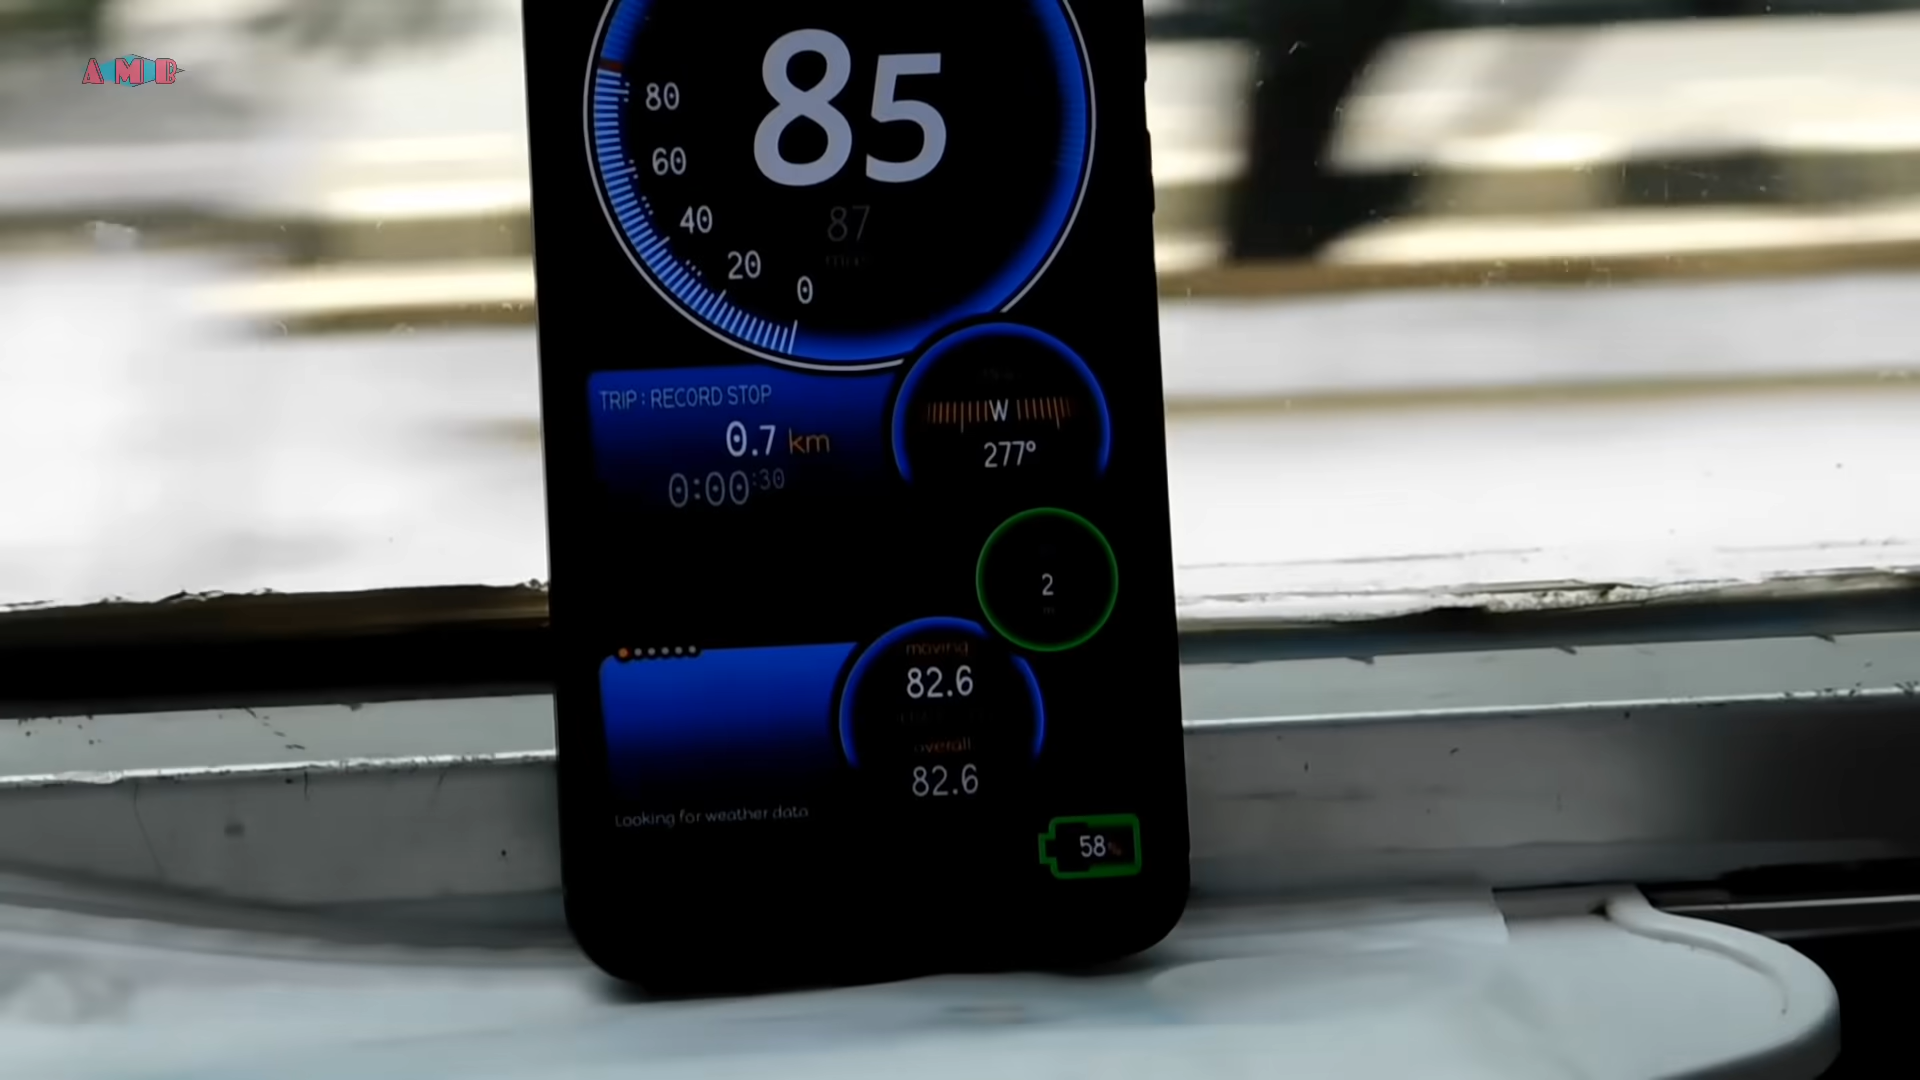 AMB
85
80
60
87
max
40
20
0
TRIP : RECORD STOP
0.7 km
W
0:00:30
277°
2
m
moving
82.6
overall
82.6
Looking for weather data
58%